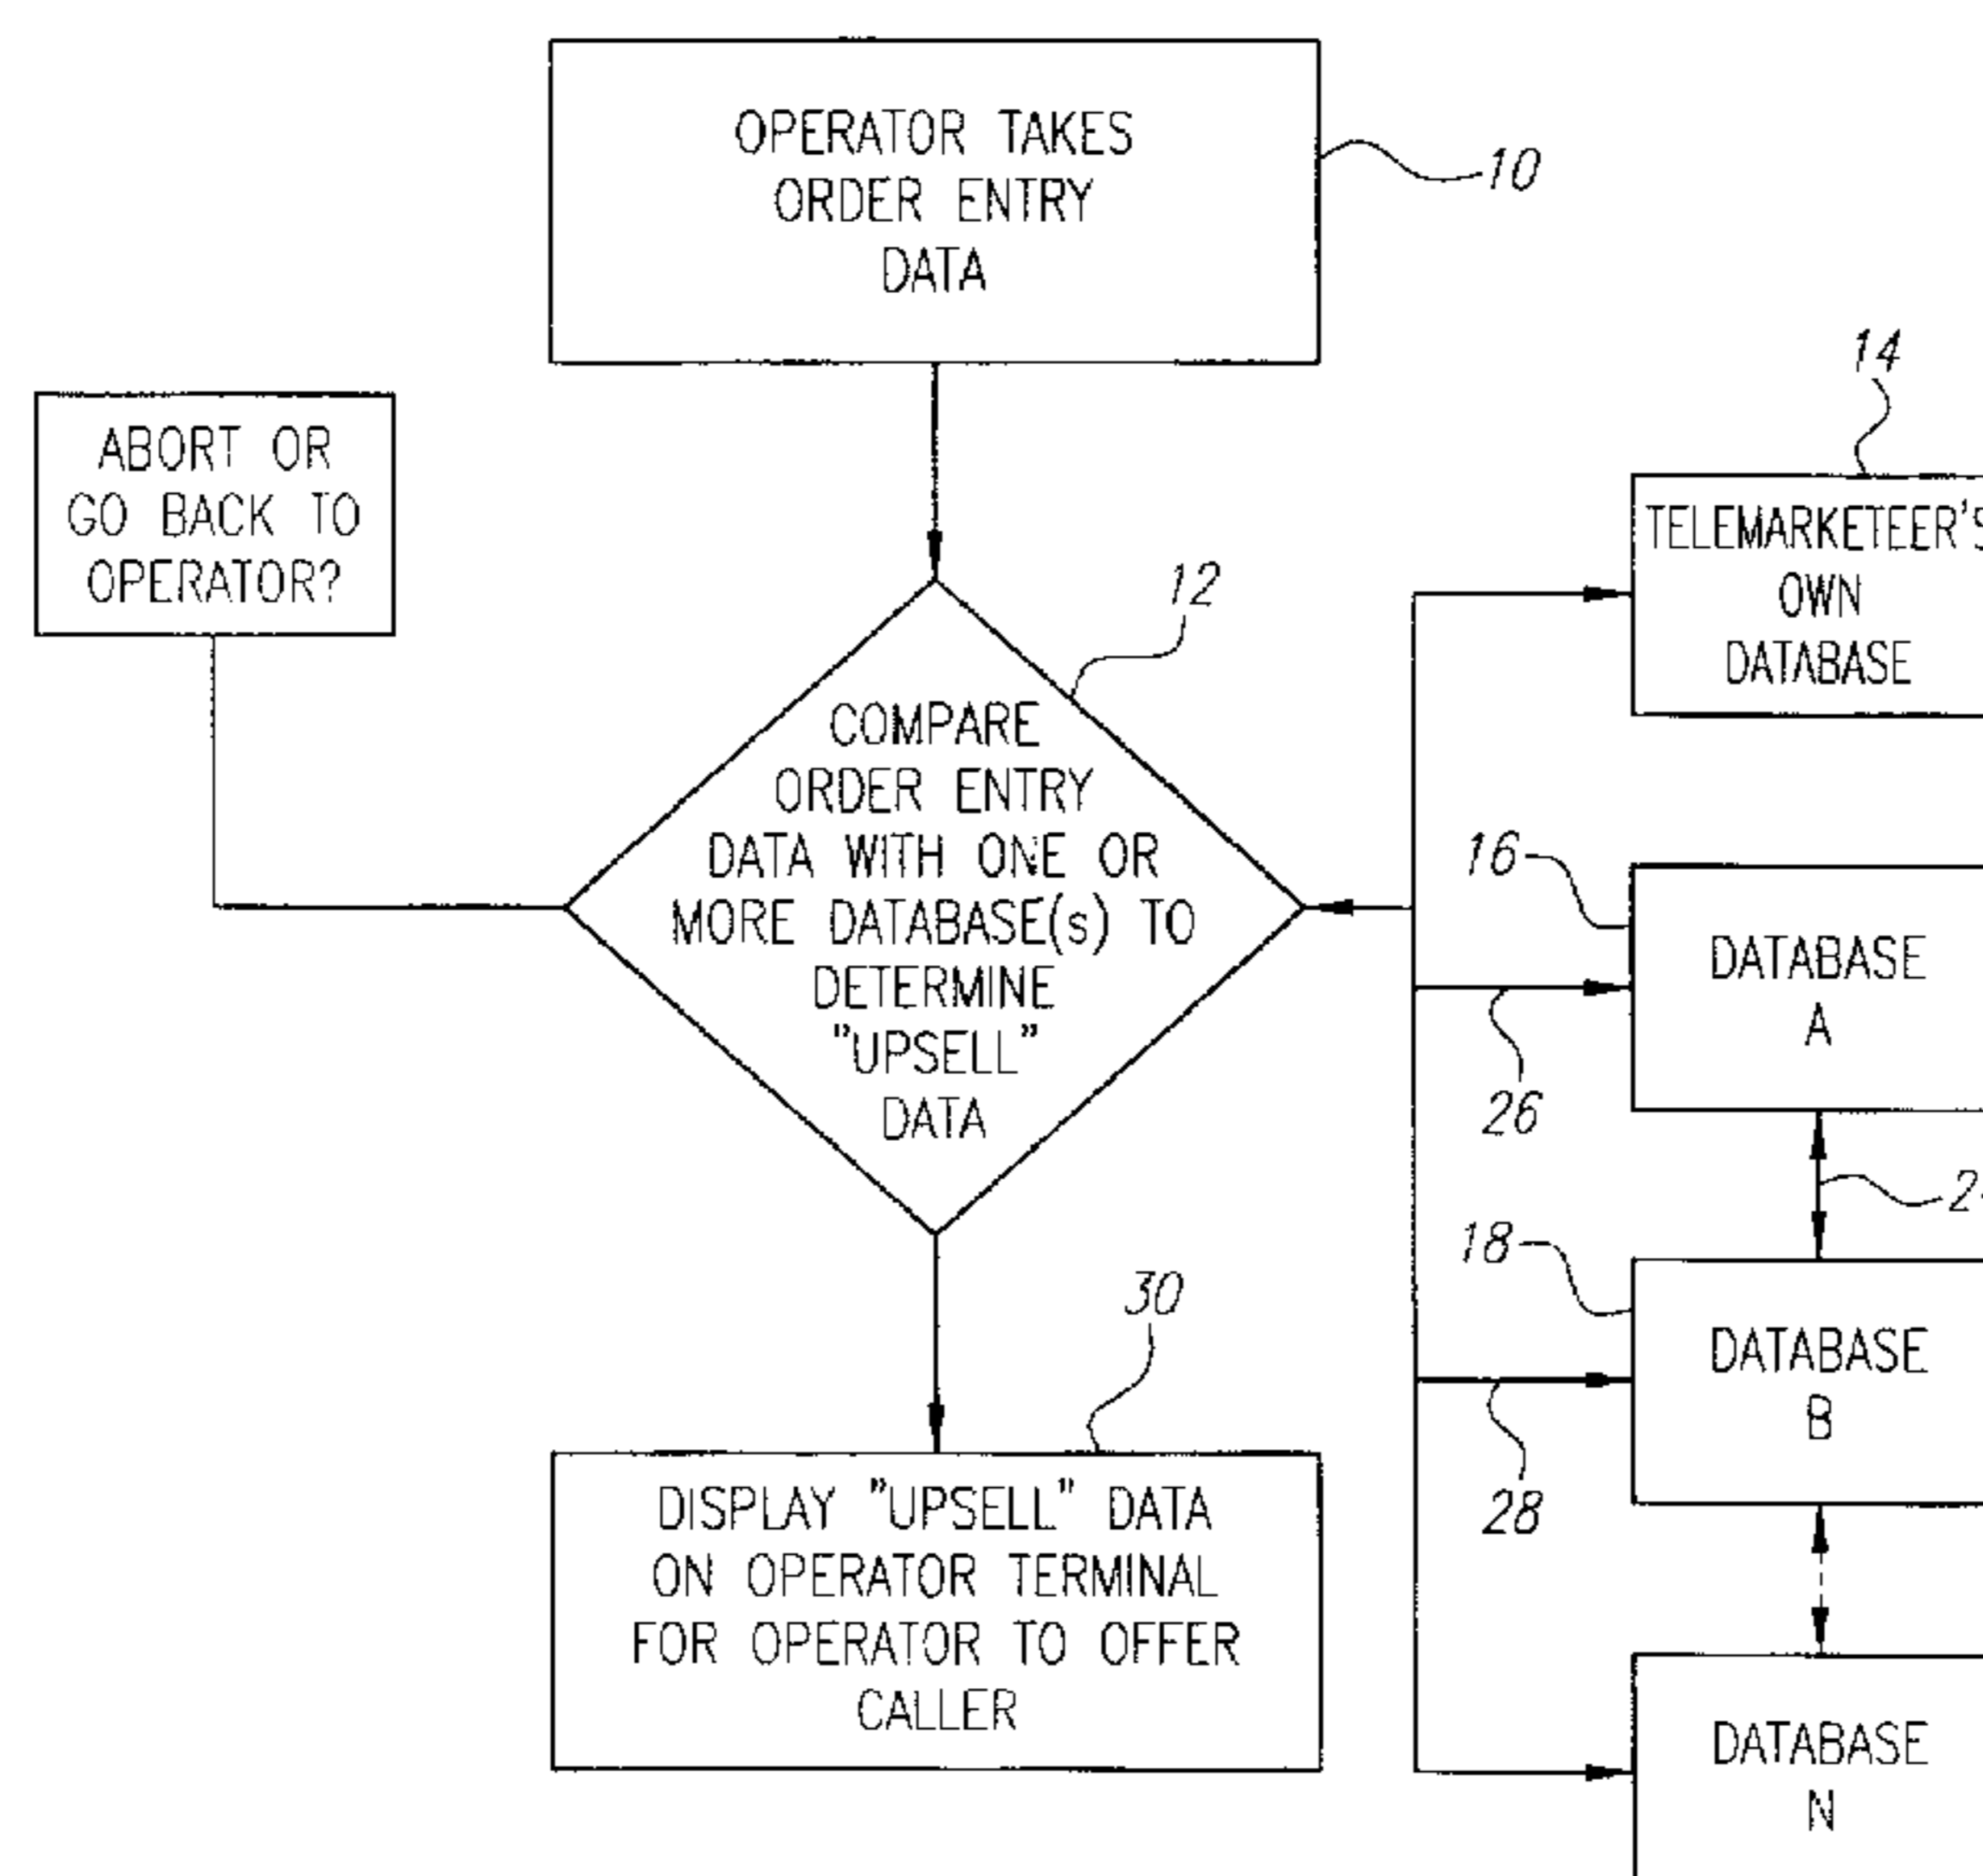 OPERATOR TAKES
ORDER ENTRY
DATA
10
ABORT OR
GO BACK TO
OPERATOR?
14
TELEMARKETEER'S
OWN
DATABASE
12
COMPARE
ORDER ENTRY
DATA WITH ONE OR
MORE DATABASE(s) TO
DETERMINE
"UPSELL"
DATA
16
DATABASE
A
26
18
DATABASE
B
28
30
DISPLAY "UPSELL" DATA
ON OPERATOR TERMINAL
FOR OPERATOR TO OFFER
CALLER
DATABASE
N